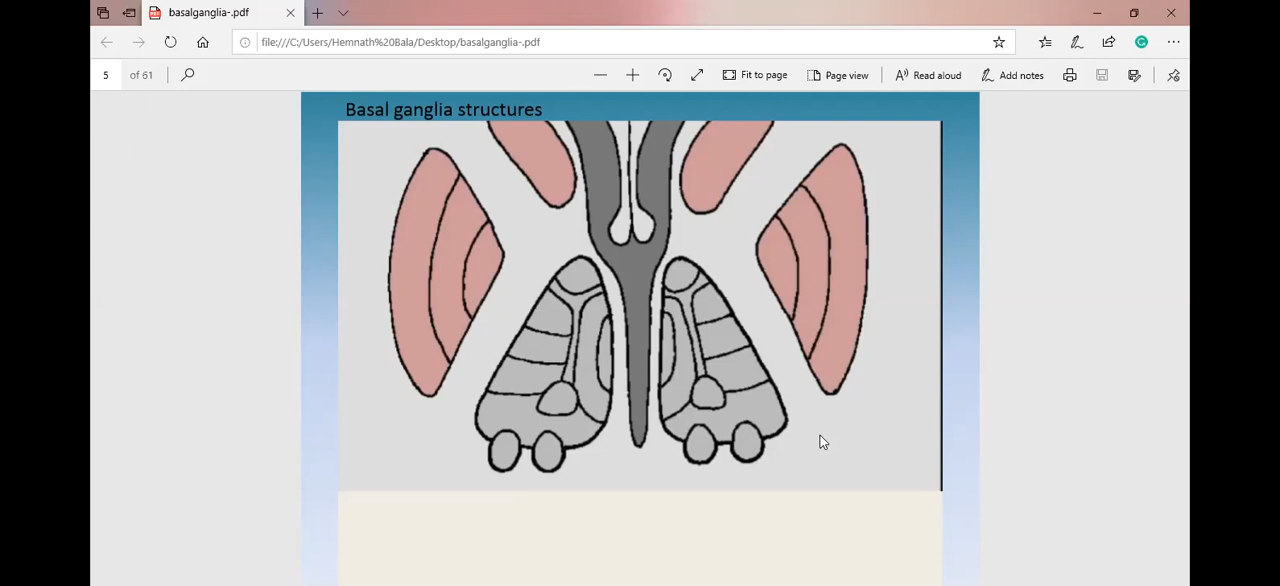 basalganglia-.pdf
file:///C:/Users/Hemnath%20Bala/Desktop/basalganglia-.pdf
5 of 61 Fit to page Page view Read aloud Add notes
Basal ganglia structures